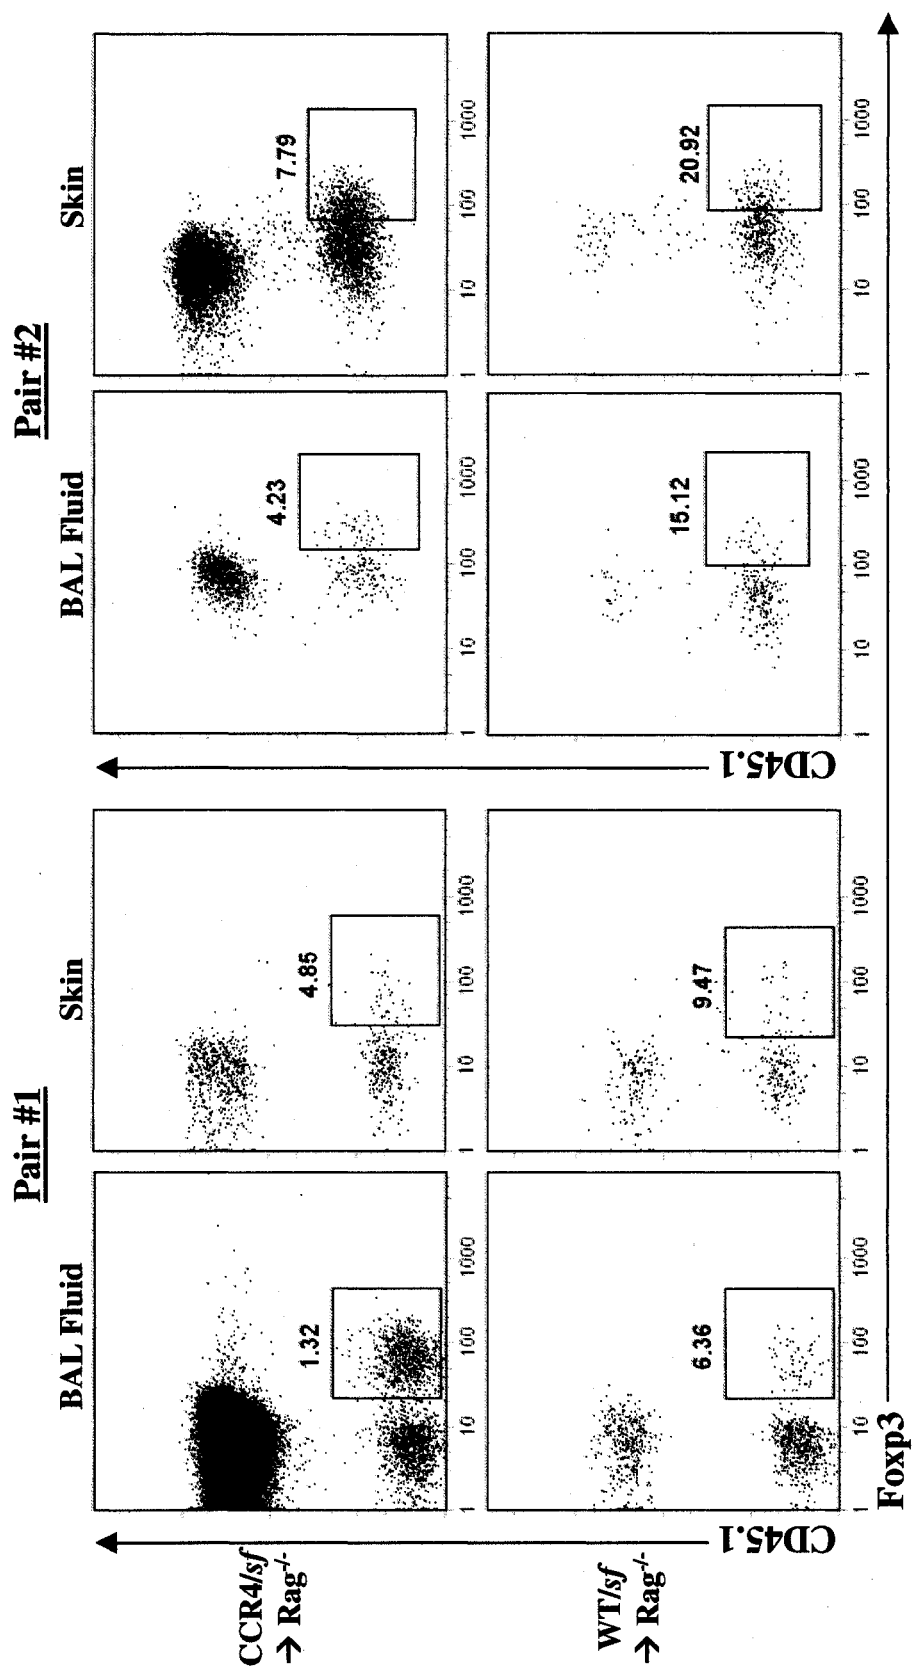 Pair #1
Pair #2
BAL Fluid
Skin
BAL Fluid
Skin
CCR4/sf
→ Rag-/-
CD45.1
1.32
1 10 100 1000
4.85
1 10 100 1000
CD45.1
4.23
1 10 100 1000
7.79
1 10 100 1000
WT/sf
→ Rag-/-
6.36
1 10 100 1000
9.47
1 10 100 1000
CD45.1
15.12
1 10 100 1000
20.92
1 10 100 1000
Foxp3